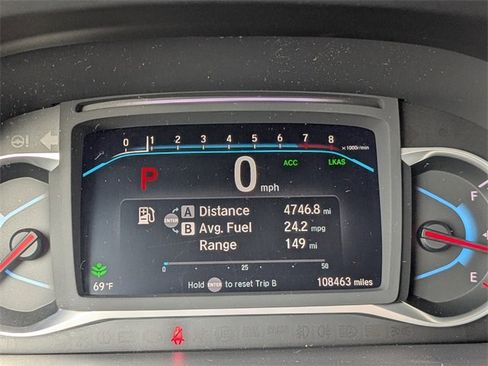 0 1 2 3 4 5 6 7 8 x1000r/min
ACC LKAS
P 0 mph
A Distance 4746.8 mi
ENTER
B Avg. Fuel 24.2 mpg
Range 149 mi
0 25 50
69°F Hold ENTER to reset Trip B 108463 miles
F
E